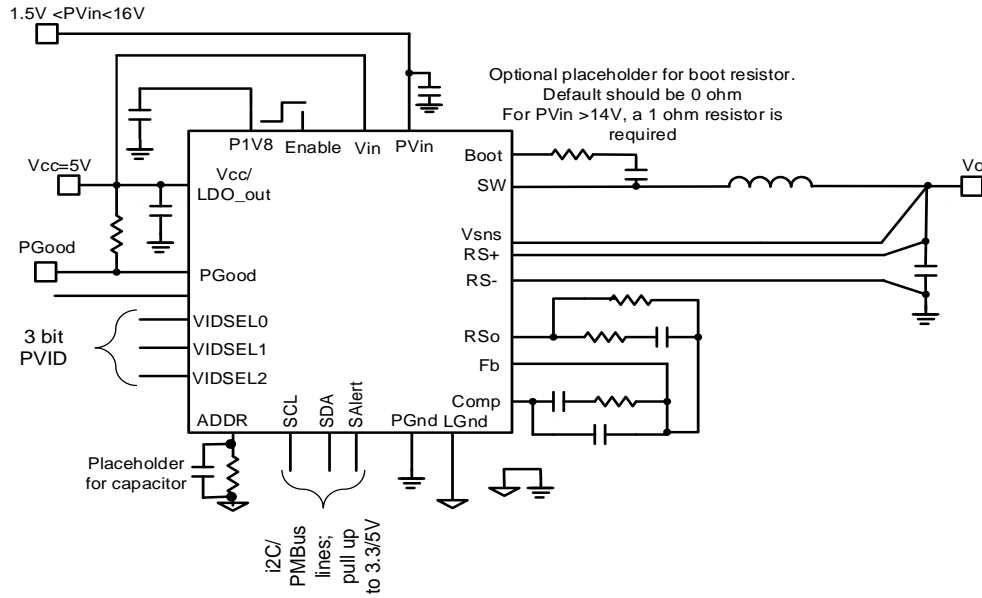 1.5V <PVin<16V
Optional placeholder for boot resistor.
Default should be 0 ohm
For PVin >14V, a 1 ohm resistor is
required
P1V8
Enable
Vin
PVin
Boot
Vcc=5V
Vcc/
LDO_out
SW
Vo
Vsns
PGood
RS+
PGood
RS-
VIDSEL0
3 bit
PVID
VIDSEL1
VIDSEL2
RSo
Fb
Comp
ADDR
SCL
SDA
SAlert
PGnd
LGnd
Placeholder
for capacitor
i2C/
PMBus
lines;
pull up
to 3.3/5V